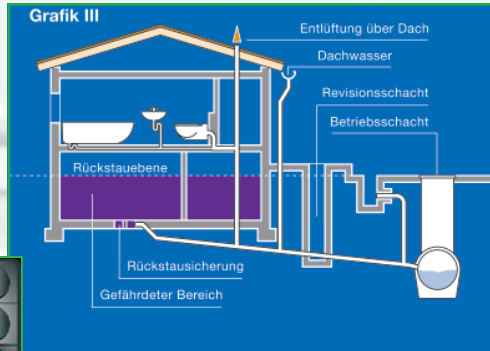 Grafik III
Entlüftung über Dach
Dachwasser
Revisionsschacht
Betriebsschacht
Rückstauebene
Rückstausicherung
Gefährdeter Bereich